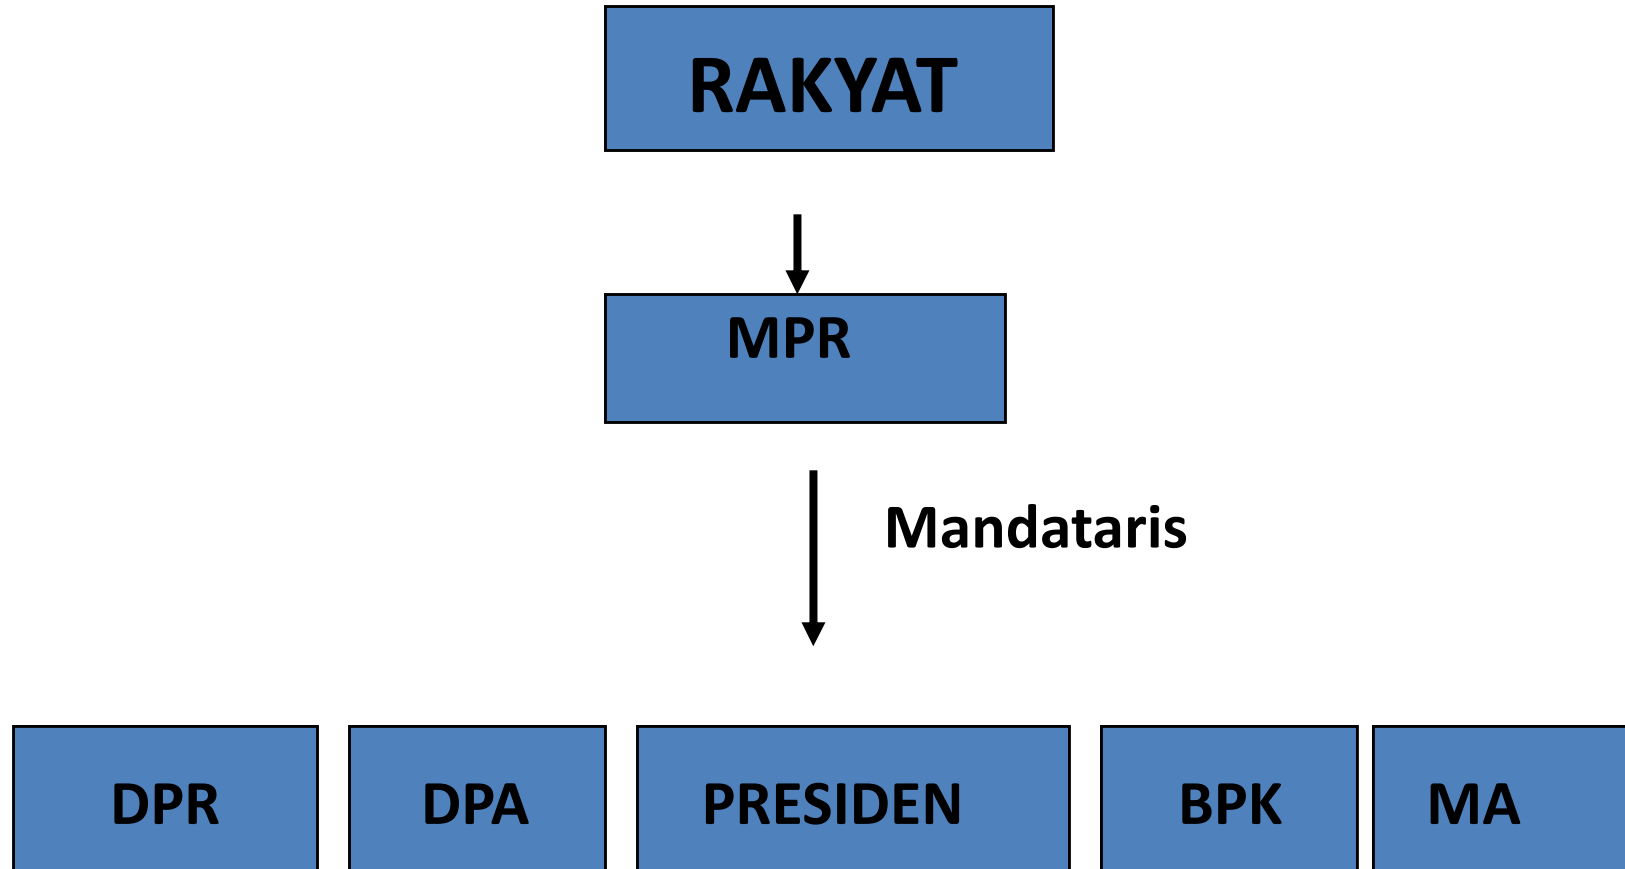 RAKYAT
MPR
Mandataris
DPR
DPA
PRESIDEN
BPK
MA